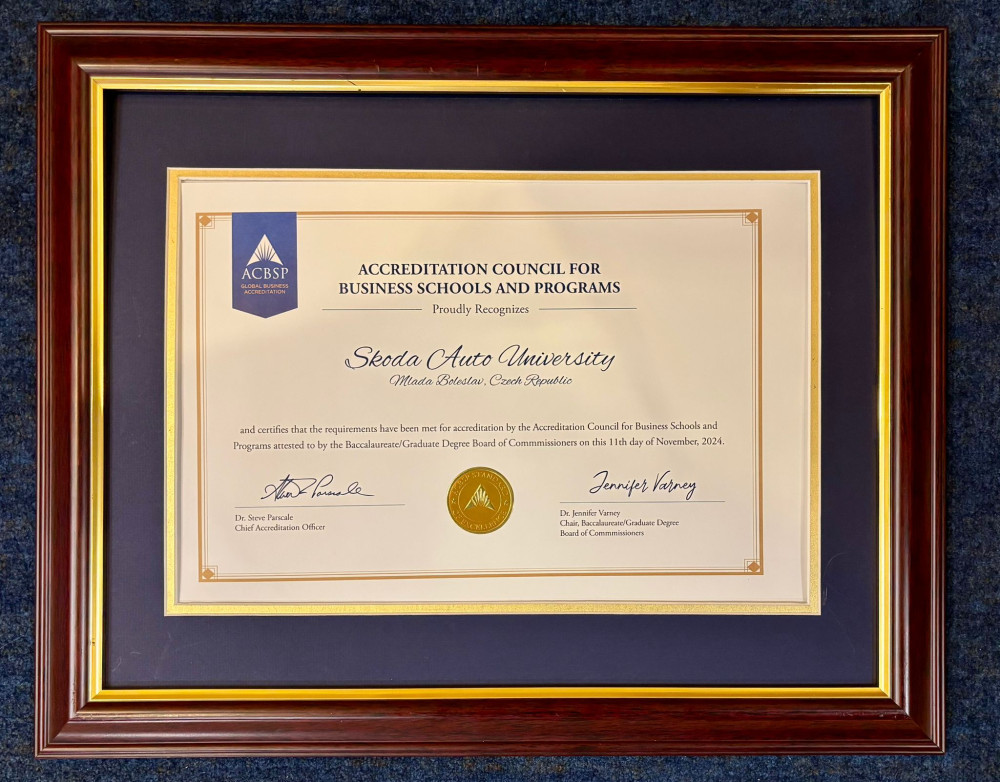 ACBSP
GLOBAL BUSINESS
ACCREDITATION
ACCREDITATION COUNCIL FOR
BUSINESS SCHOOLS AND PROGRAMS
Proudly Recognizes
Skoda Auto University
Mlada Boleslav, Czech Republic
and certifies that the requirements have been met for accreditation by the Accreditation Council for Business Schools and
Programs attested to by the Baccalaureate/Graduate Degree Board of Commmissioners on this 11th day of November, 2024.
Jennifer Varney
Dr. Steve Parscale
Chief Accreditation Officer
Dr. Jennifer Varney
Chair, Baccalaureate/Graduate Degree
Board of Commmissioners